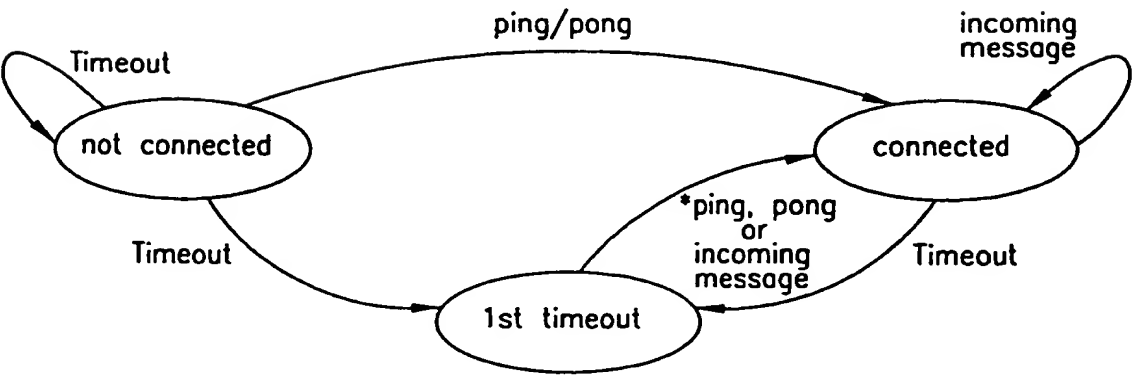 ping/pong
incoming
message
Timeout
not connected
connected
*ping, pong
or
incoming
message
Timeout
Timeout
1st timeout